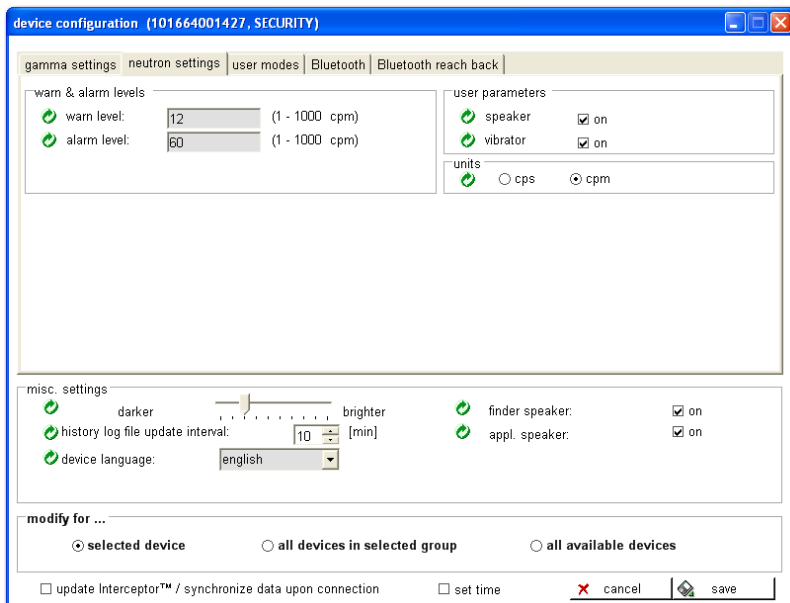 device configuration (101664001427, SECURITY)
gamma settings neutron settings user modes Bluetooth Bluetooth reach back
warn & alarm levels
warn level: 12 (1 - 1000 cpm)
alarm level: 60 (1 - 1000 cpm)
user parameters
speaker on
vibrator on
units
cps cpm
misc. settings
darker brighter
history log file update interval: 10 [min]
device language: english
finder speaker: on
appl. speaker: on
modify for ...
selected device all devices in selected group all available devices
update Interceptor™ / synchronize data upon connection set time cancel save